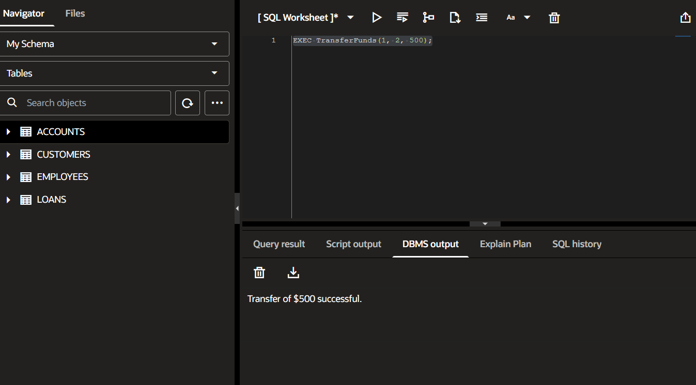 Navigator Files
[ SQL Worksheet ]* Aa
My Schema
Tables
Search objects
ACCOUNTS
CUSTOMERS
EMPLOYEES
LOANS
1 EXEC TransferFunds(1, 2, 500);
Query result Script output DBMS output Explain Plan SQL history
Transfer of $500 successful.